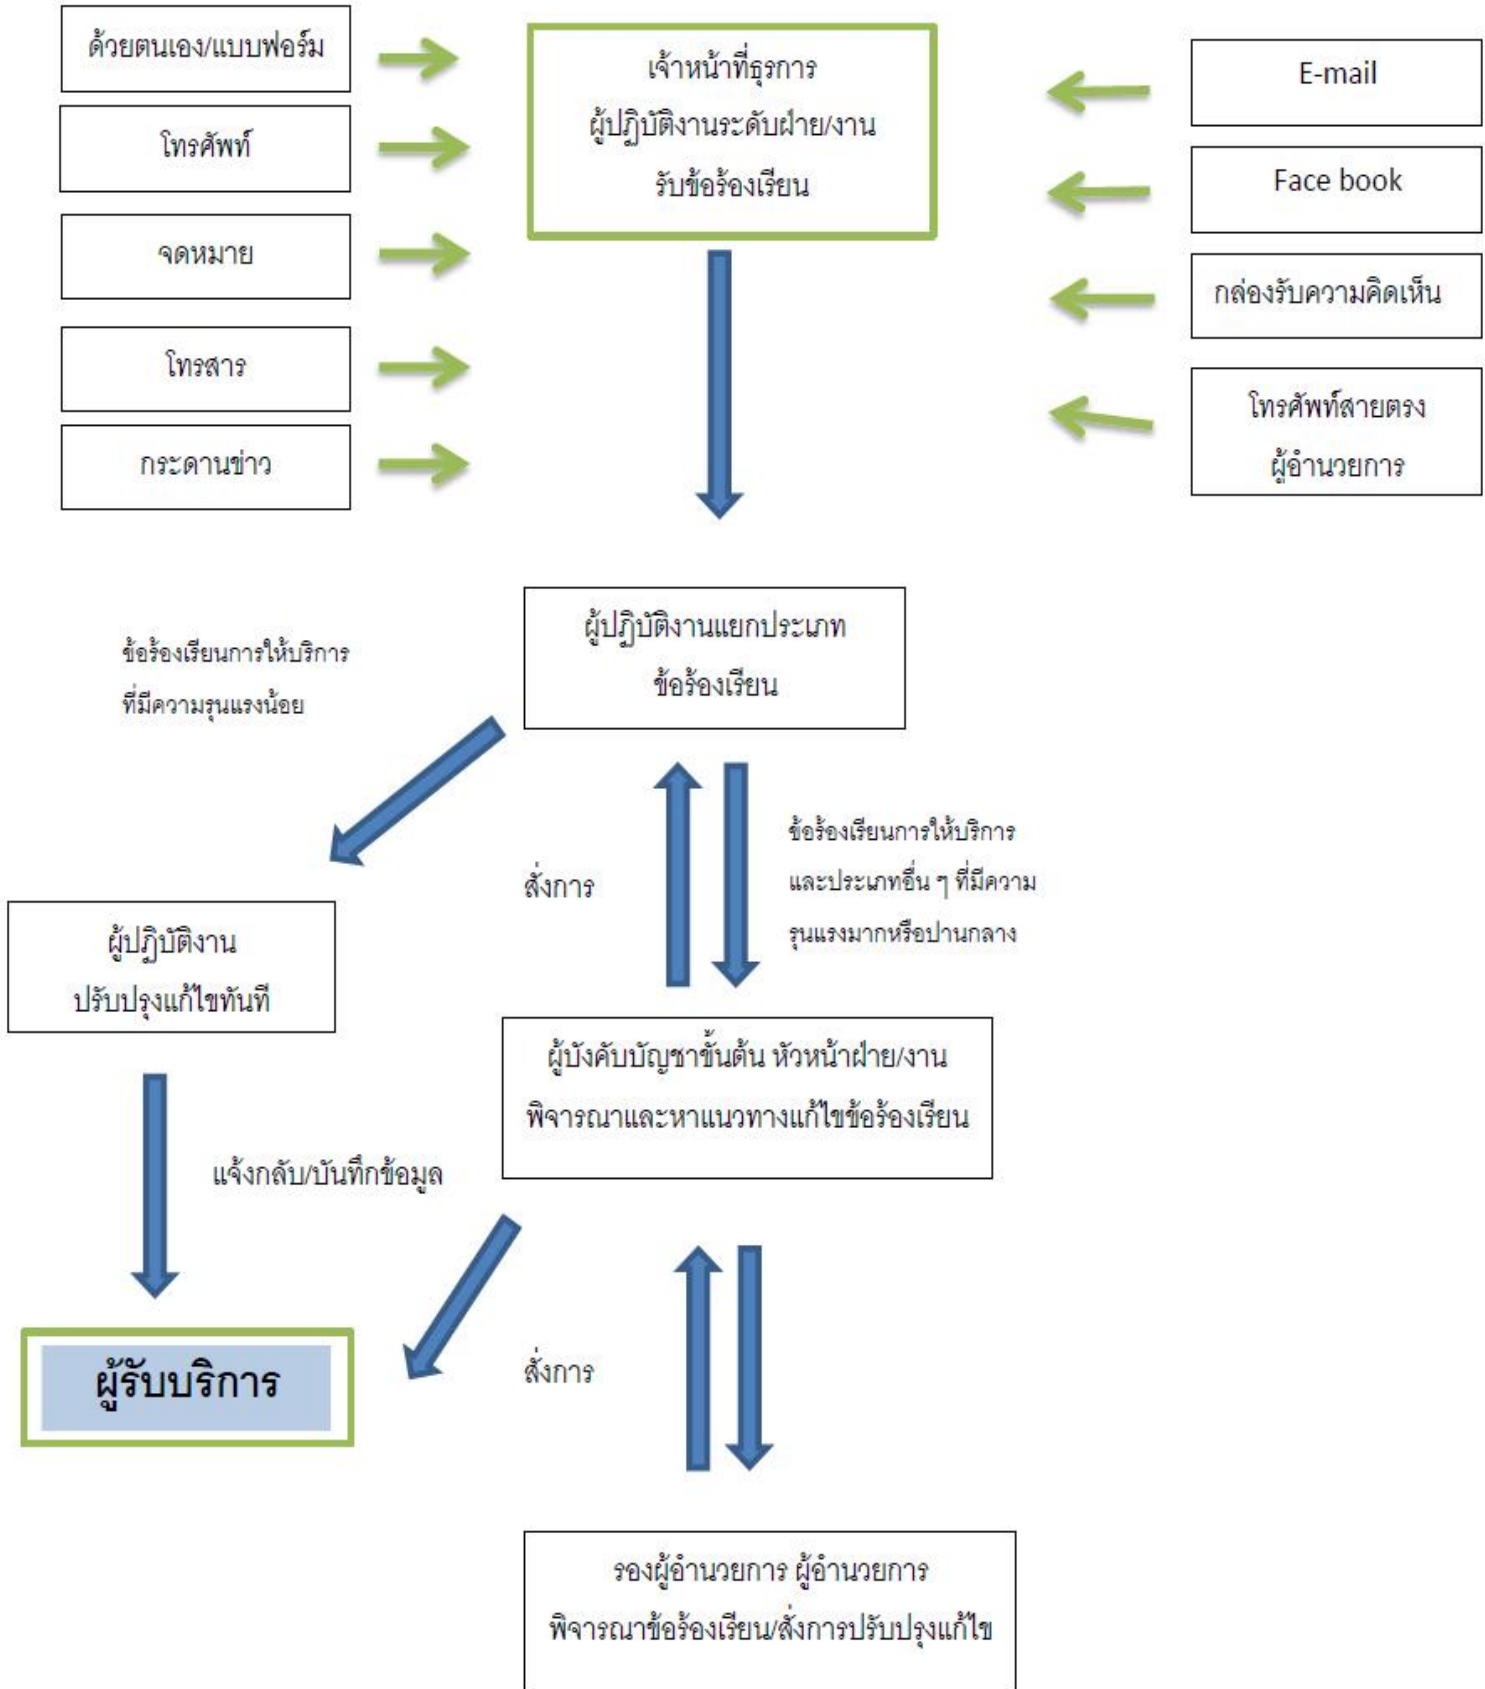 ด้วยตนเอง/แบบฟอร์ม
โทรศัพท์
จดหมาย
โทรสาร
กระดานข่าว
เจ้าหน้าที่ธุรการ
ผู้ปฏิบัติงานระดับฝ่าย/งาน
รับข้อร้องเรียน
E-mail
Face book
กล่องรับความคิดเห็น
โทรศัพท์สายตรง
ผู้อำนวยการ
ผู้ปฏิบัติงานแยกประเภท
ข้อร้องเรียน
ข้อร้องเรียนการให้บริการ
ที่มีความรุนแรงน้อย
สั่งการ
ข้อร้องเรียนการให้บริการ
และประเภทอื่น ๆ ที่มีความ
รุนแรงมากหรือปานกลาง
ผู้ปฏิบัติงาน
ปรับปรุงแก้ไขทันที
ผู้บังคับบัญชาขั้นต้น หัวหน้าฝ่าย/งาน
พิจารณาและหาแนวทางแก้ไขข้อร้องเรียน
แจ้งกลับ/บันทึกข้อมูล
ผู้รับบริการ
สั่งการ
รองผู้อำนวยการ ผู้อำนวยการ
พิจารณาข้อร้องเรียน/สั่งการปรับปรุงแก้ไข